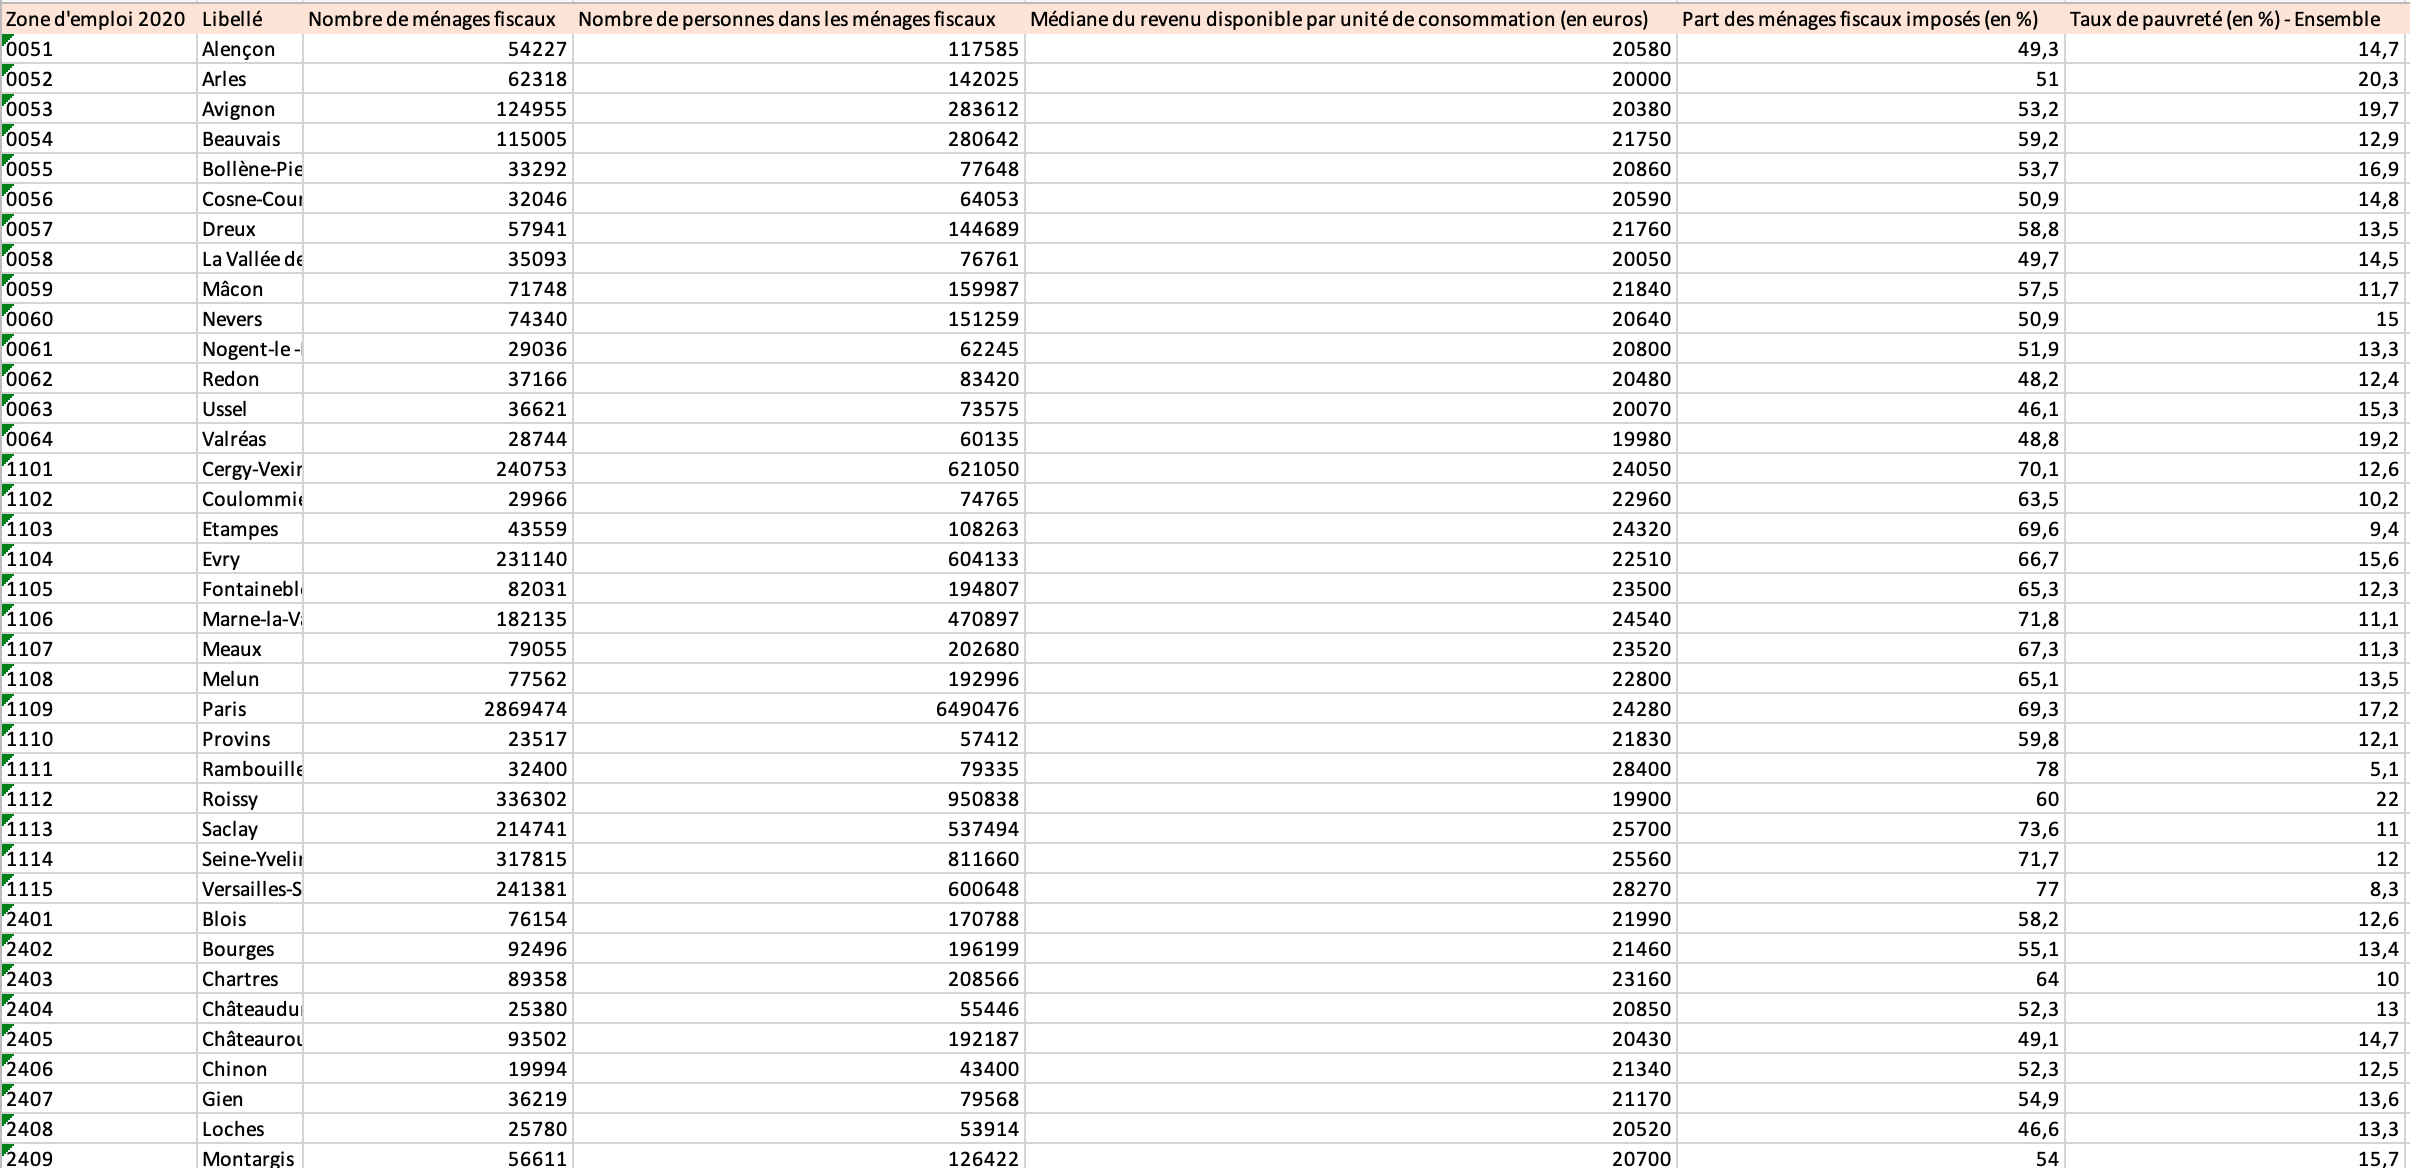 Zone d'emploi 2020 Libellé Nombre de ménages fiscaux Nombre de personnes dans les ménages fiscaux Médiane du revenu disponible par unité de consommation (en euros) Part des ménages fiscaux imposés (en %) Taux de pauvreté (en %) - Ensemble
0051 Alençon 54227 117585 20580 49,3 14,7
0052 Arles 62318 142025 20000 51 20,3
0053 Avignon 124955 283612 20380 53,2 19,7
0054 Beauvais 115005 280642 21750 59,2 12,9
0055 Bollène-Pie 33292 77648 20860 53,7 16,9
0056 Cosne-Cour 32046 64053 20590 50,9 14,8
0057 Dreux 57941 144689 21760 58,8 13,5
0058 La Vallée de 35093 76761 20050 49,7 14,5
0059 Mâcon 71748 159987 21840 57,5 11,7
0060 Nevers 74340 151259 20640 50,9 15
0061 Nogent-le - 29036 62245 20800 51,9 13,3
0062 Redon 37166 83420 20480 48,2 12,4
0063 Ussel 36621 73575 20070 46,1 15,3
0064 Valréas 28744 60135 19980 48,8 19,2
1101 Cergy-Vexin 240753 621050 24050 70,1 12,6
1102 Coulommie 29966 74765 22960 63,5 10,2
1103 Etampes 43559 108263 24320 69,6 9,4
1104 Evry 231140 604133 22510 66,7 15,6
1105 Fontaineble 82031 194807 23500 65,3 12,3
1106 Marne-la-Va 182135 470897 24540 71,8 11,1
1107 Meaux 79055 202680 23520 67,3 11,3
1108 Melun 77562 192996 22800 65,1 13,5
1109 Paris 2869474 6490476 24280 69,3 17,2
1110 Provins 23517 57412 21830 59,8 12,1
1111 Rambouille 32400 79335 28400 78 5,1
1112 Roissy 336302 950838 19900 60 22
1113 Saclay 214741 537494 25700 73,6 11
1114 Seine-Yvelin 317815 811660 25560 71,7 12
1115 Versailles-S 241381 600648 28270 77 8,3
2401 Blois 76154 170788 21990 58,2 12,6
2402 Bourges 92496 196199 21460 55,1 13,4
2403 Chartres 89358 208566 23160 64 10
2404 Châteaudu 25380 55446 20850 52,3 13
2405 Châteaurou 93502 192187 20430 49,1 14,7
2406 Chinon 19994 43400 21340 52,3 12,5
2407 Gien 36219 79568 21170 54,9 13,6
2408 Loches 25780 53914 20520 46,6 13,3
2409 Montargis 56611 126422 20700 54 15,7